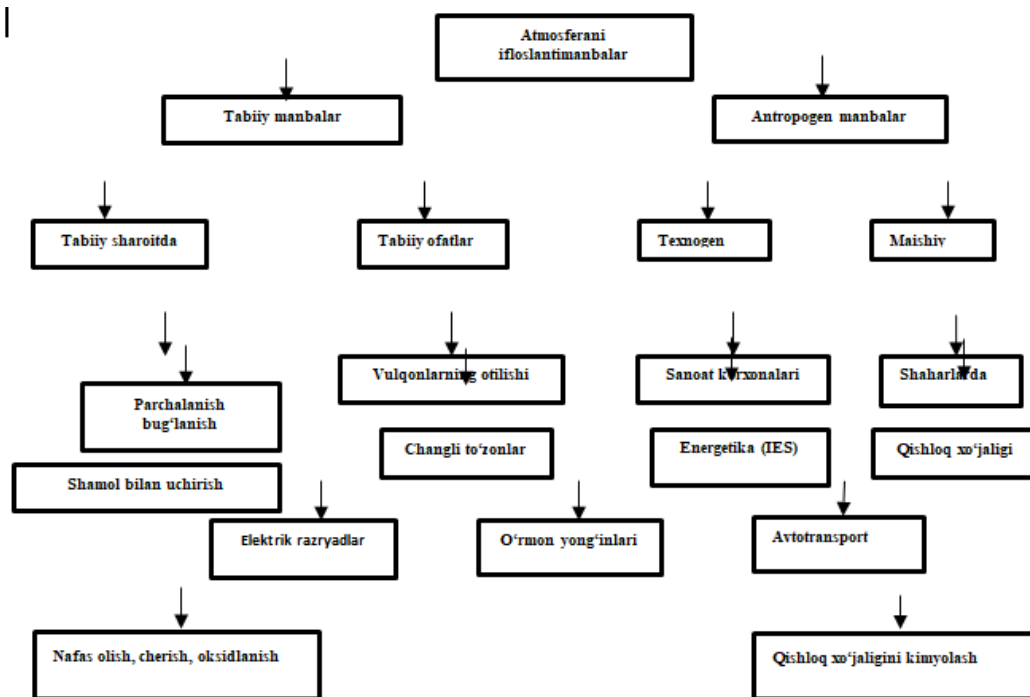 Atmosferani
ifloslantimanbalar
Tabiiy manbalar
Antropogen manbalar
Tabiiy sharoitda
Tabiiy ofatlar
Texnogen
Maishiy
Vulqonlarning otilishi
Sanoat korxonalari
Shaharlarda
Parchalanish
bug‘lanish
Changli to‘zonlar
Energetika (IES)
Qishloq xo‘jaligi
Shamol bilan uchirish
Elektrik razryadlar
O‘rmon yong‘inlari
Avtotransport
Nafas olish, cherish, oksidlanish
Qishloq xo‘jaligini kimyolash